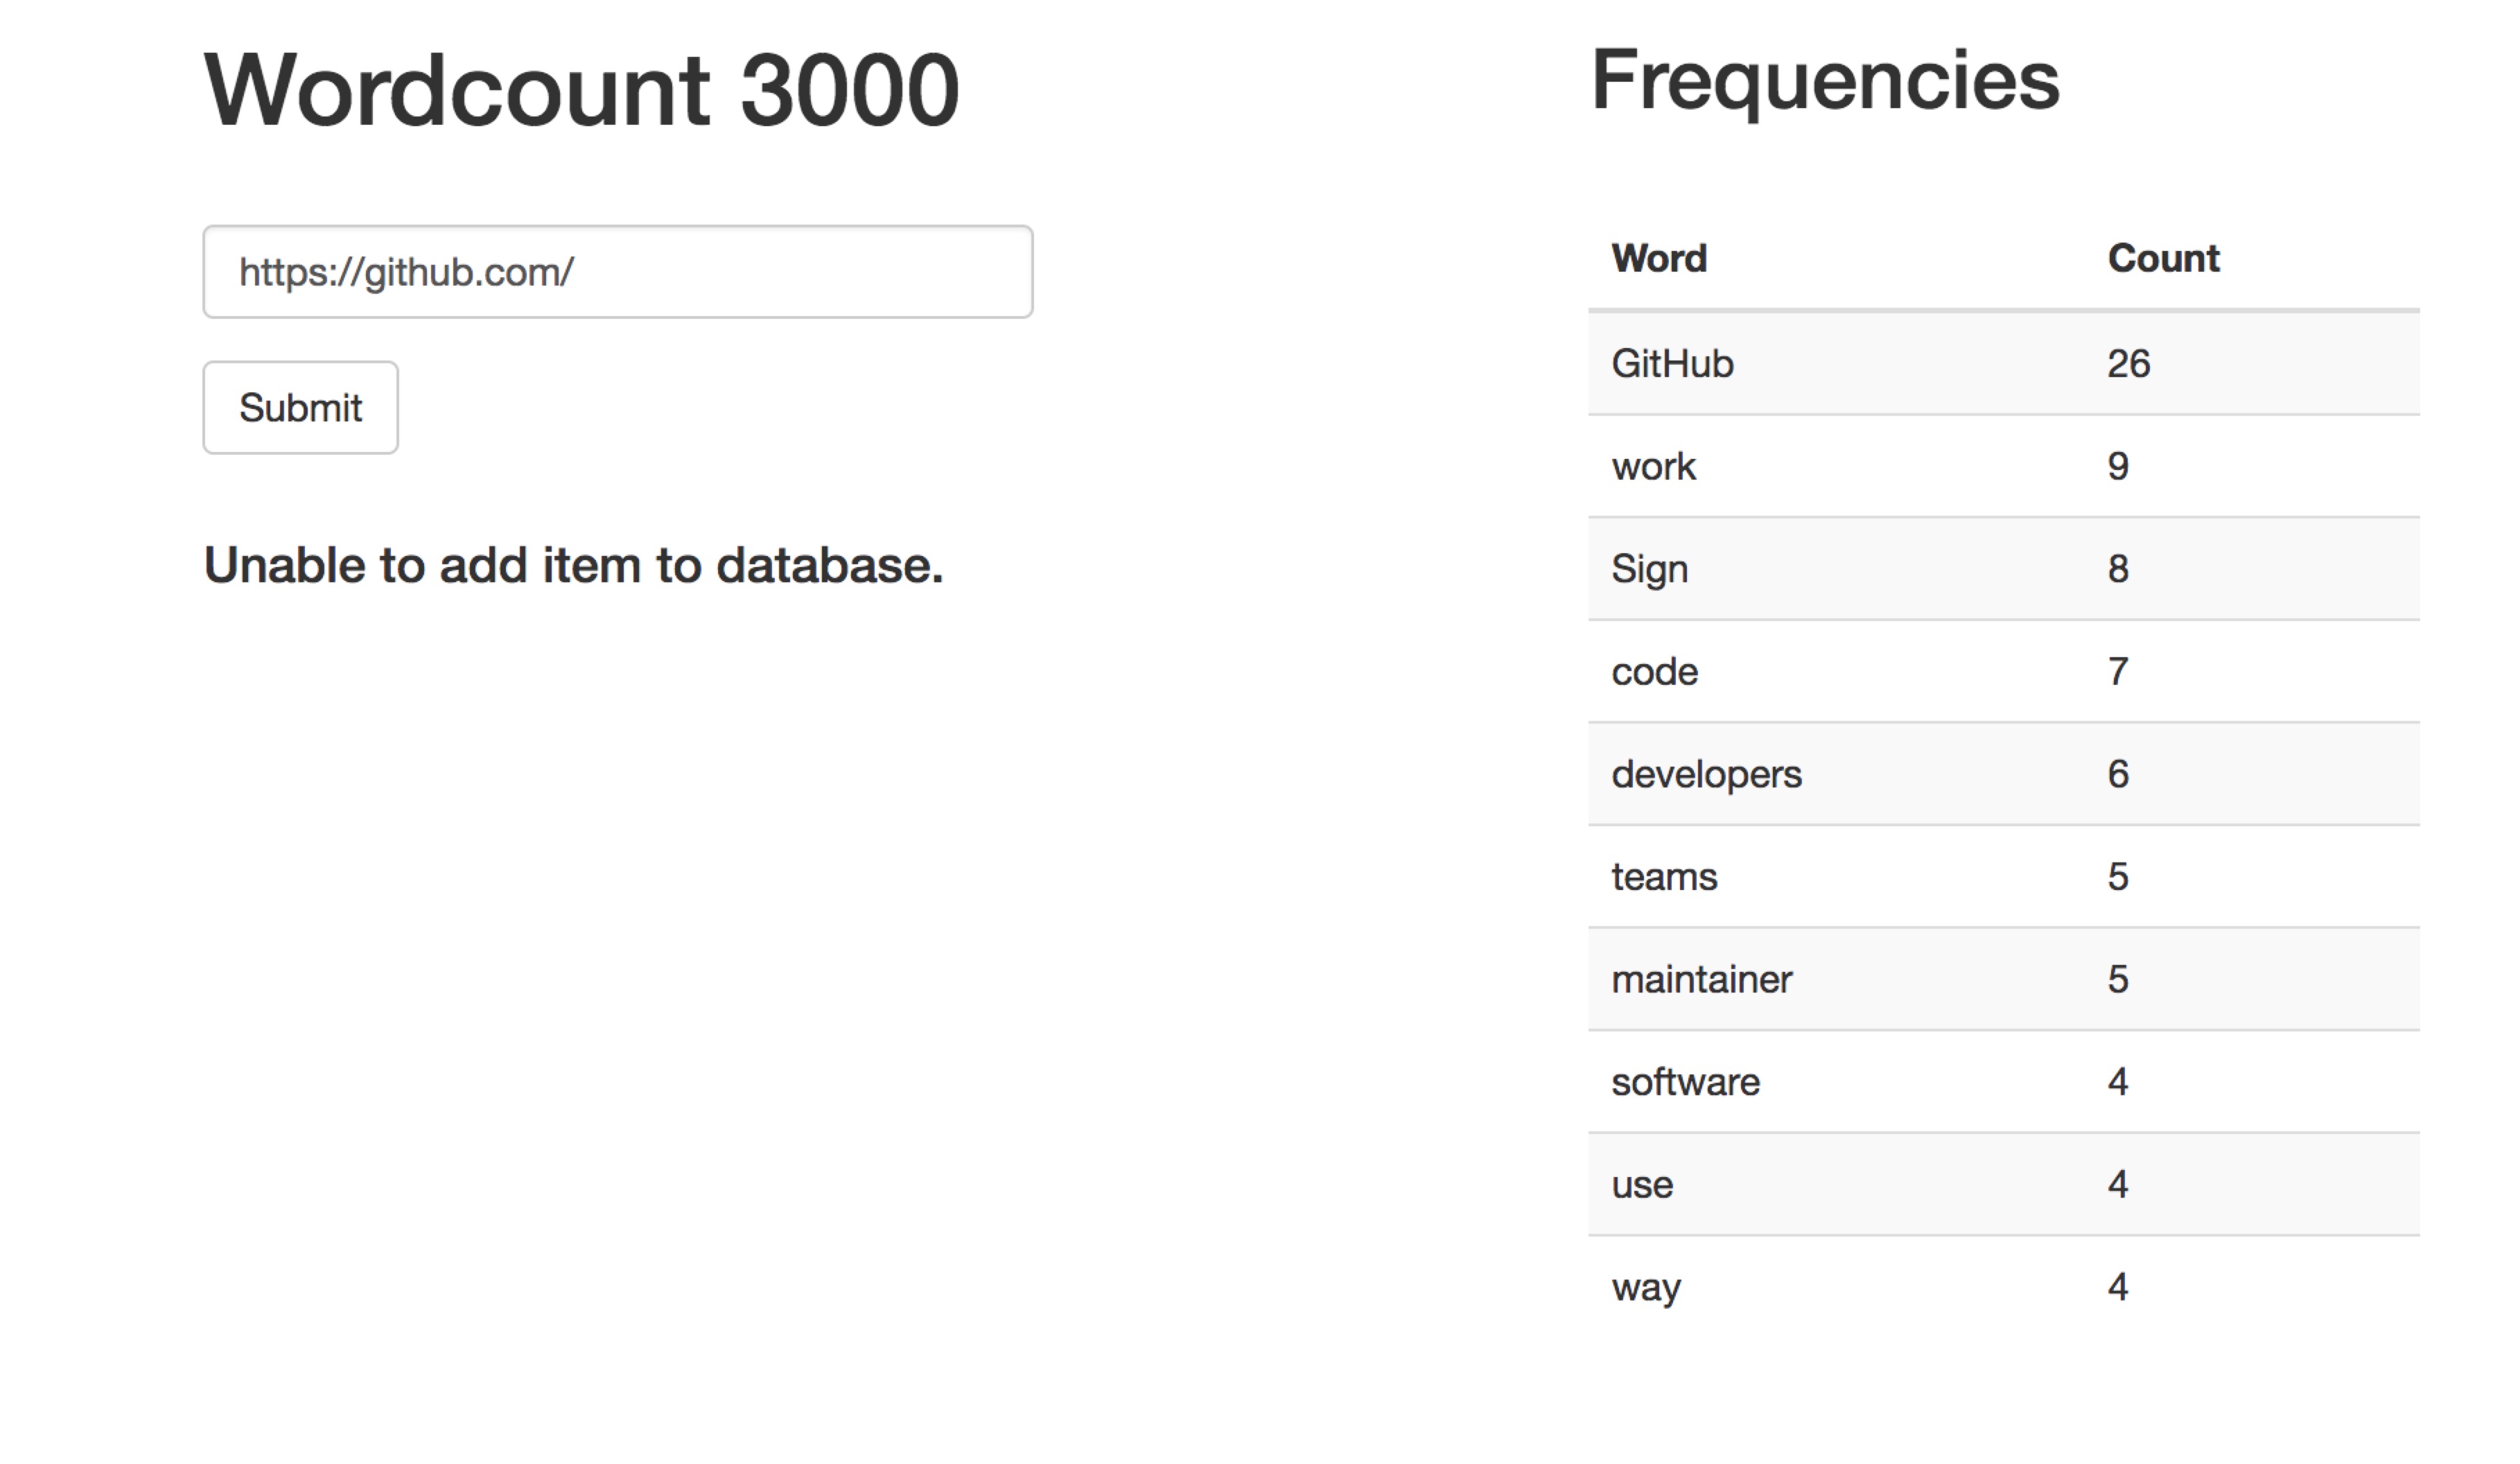 Wordcount 3000
https://github.com/
Submit
Unable to add item to database.
Frequencies
Word Count
GitHub 26
work 9
Sign 8
code 7
developers 6
teams 5
maintainer 5
software 4
use 4
way 4